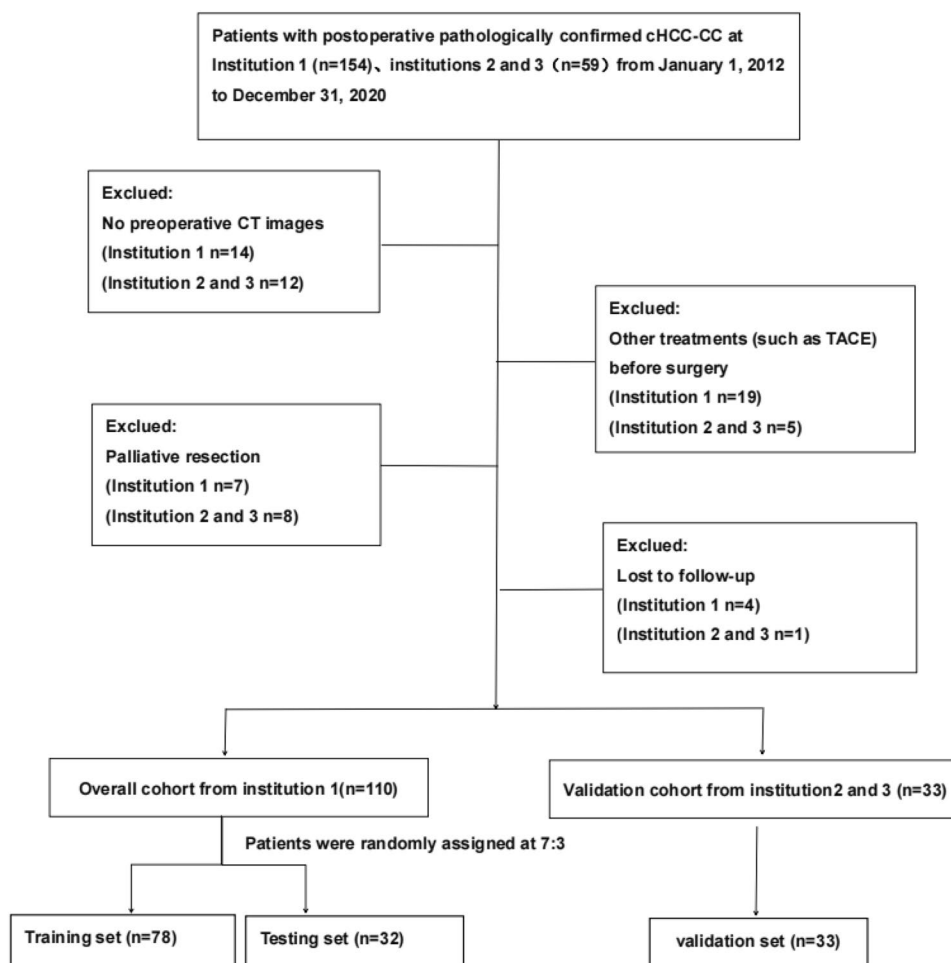 Patients with postoperative pathologically confirmed cHCC-CC at
Institution 1 (n=154)、institutions 2 and 3（n=59）from January 1, 2012
to December 31, 2020
Exclued:
No preoperative CT images
(Institution 1 n=14)
(Institution 2 and 3 n=12)
Exclued:
Other treatments (such as TACE)
before surgery
(Institution 1 n=19)
(Institution 2 and 3 n=5)
Exclued:
Palliative resection
(Institution 1 n=7)
(Institution 2 and 3 n=8)
Exclued:
Lost to follow-up
(Institution 1 n=4)
(Institution 2 and 3 n=1)
Overall cohort from institution 1(n=110)
Validation cohort from institution2 and 3 (n=33)
Patients were randomly assigned at 7:3
Training set (n=78)
Testing set (n=32)
validation set (n=33)